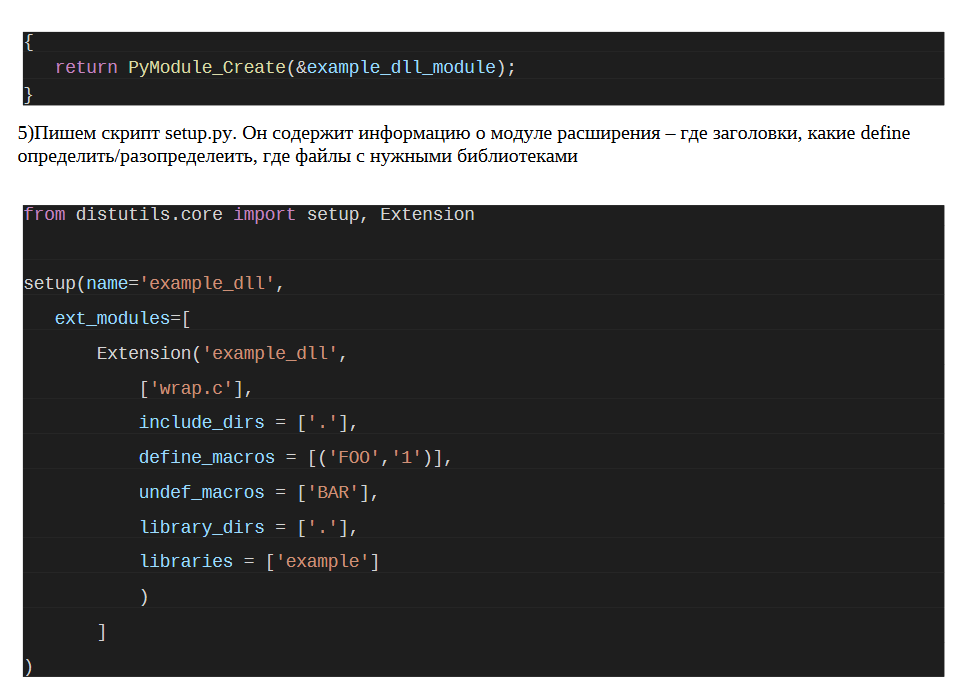 {
   return PyModule_Create(&example_dll_module);
}
5)Пишем скрипт setup.py. Он содержит информацию о модуле расширения – где заголовки, какие define
определить/разопределеить, где файлы с нужными библиотеками
from distutils.core import setup, Extension
setup(name='example_dll',
   ext_modules=[
       Extension('example_dll',
           ['wrap.c'],
           include_dirs = ['.'],
           define_macros = [('FOO','1')],
           undef_macros = ['BAR'],
           library_dirs = ['.'],
           libraries = ['example']
           )
       ]
)